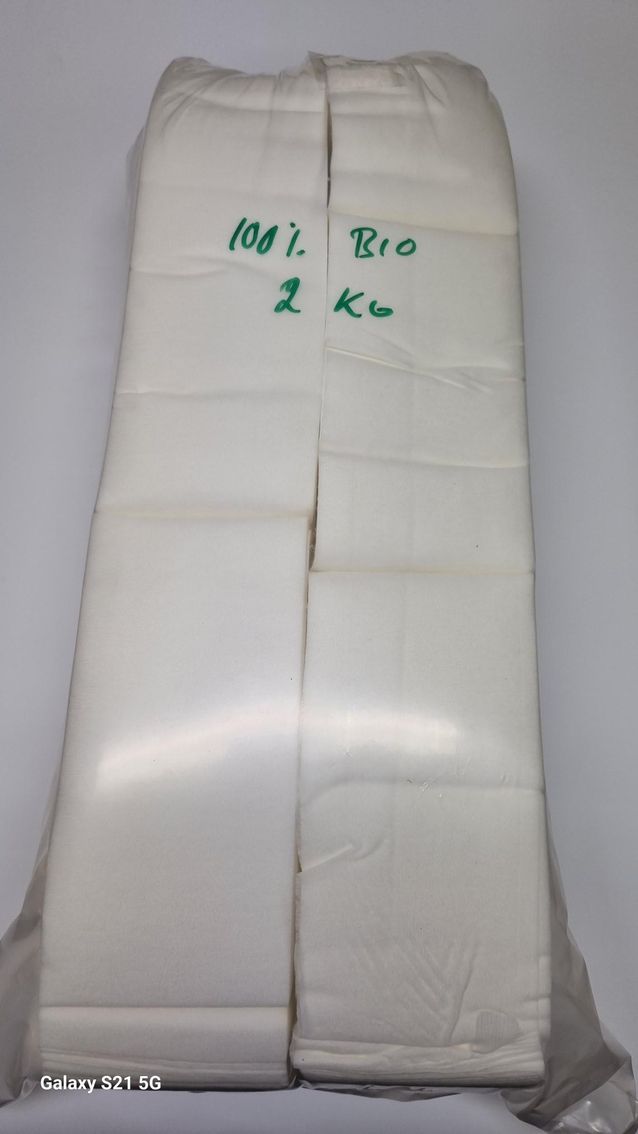 100% BIO
2 KG
Galaxy S21 5G